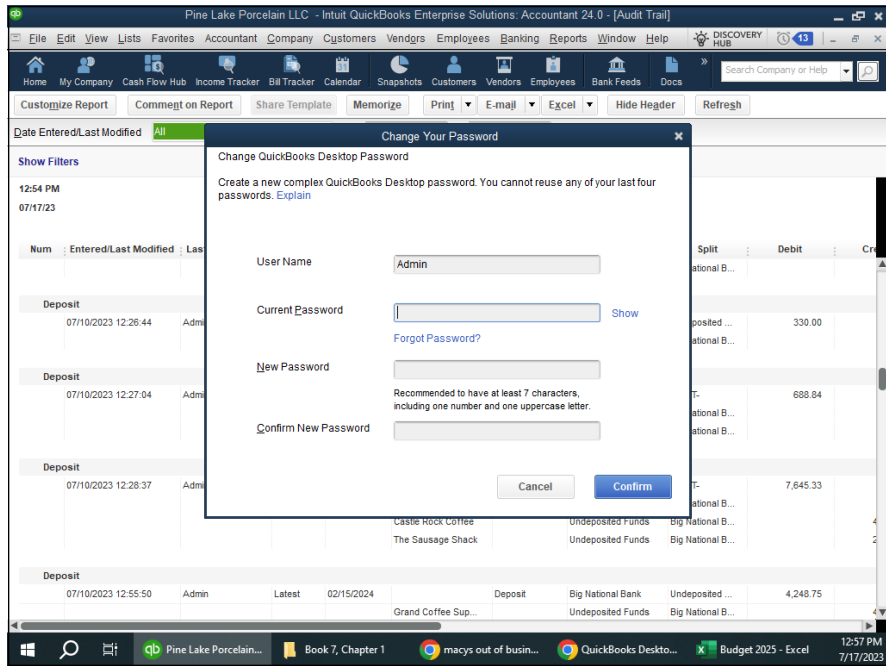 Pine Lake Porcelain LLC - Intuit QuickBooks Enterprise Solutions: Accountant 24.0 - [Audit Trail]
File Edit View Lists Favorites Accountant Company Customers Vendors Employees Banking Reports Window Help DISCOVERY HUB 13
Home My Company Cash Flow Hub Income Tracker Bill Tracker Calendar Snapshots Customers Vendors Employees Bank Feeds Docs » Search Company or Help
Customize Report Comment on Report Share Template Memorize Print E-mail Excel Hide Header Refresh
Date Entered/Last Modified All
Change Your Password
Show Filters
12:54 PM
07/17/23
Change QuickBooks Desktop Password
Create a new complex QuickBooks Desktop password. You cannot reuse any of your last four
passwords. Explain
User Name Admin
Current Password Show
Forgot Password?
New Password
Recommended to have at least 7 characters,
including one number and one uppercase letter.
Confirm New Password
Cancel Confirm
Num Entered/Last Modified Las Split Debit Cre
ational B...
Deposit
07/10/2023 12:26:44 Admi posited ... 330.00
ational B...
Deposit
07/10/2023 12:27:04 Admi T- 688.84
ational B...
ational B...
Deposit
07/10/2023 12:28:37 Admi T- 7,645.33
ational B...
Castle Rock Coffee Undeposited Funds Big National B... 4
The Sausage Shack Undeposited Funds Big National B... 2
Deposit
07/10/2023 12:55:50 Admin Latest 02/15/2024 Deposit Big National Bank Undeposited ... 4,248.75
Grand Coffee Sup... Undeposited Funds Big National B... 4
qb Pine Lake Porcelain... Book 7, Chapter 1 macys out of busin... QuickBooks Deskto... Budget 2025 - Excel 12:57 PM
7/17/2023